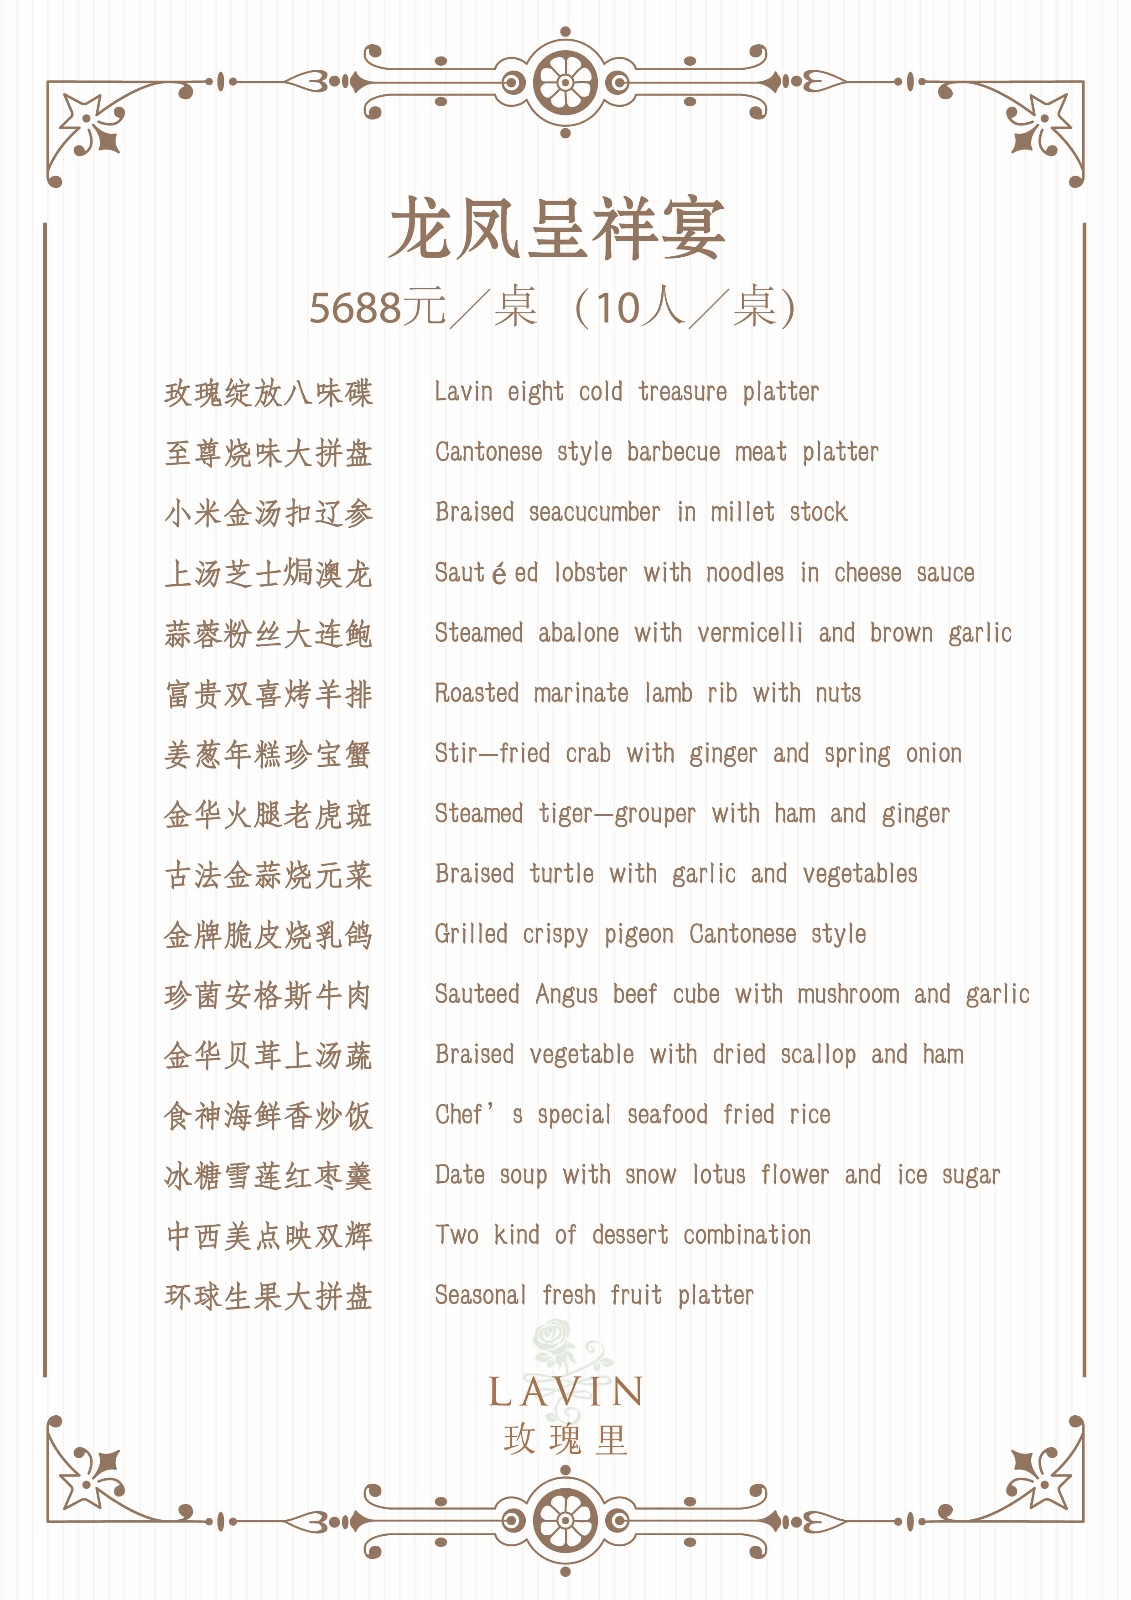 龙凤呈祥宴
5688元／桌 （10人／桌）
玫瑰绽放八味碟 Lavin eight cold treasure platter
至尊烧味大拼盘 Cantonese style barbecue meat platter
小米金汤扣辽参 Braised seacucumber in millet stock
上汤芝士焗澳龙 Sautéed lobster with noodles in cheese sauce
蒜蓉粉丝大连鲍 Steamed abalone with vermicelli and brown garlic
富贵双喜烤羊排 Roasted marinate lamb rib with nuts
姜葱年糕珍宝蟹 Stir—fried crab with ginger and spring onion
金华火腿老虎斑 Steamed tiger—grouper with ham and ginger
古法金蒜烧元菜 Braised turtle with garlic and vegetables
金牌脆皮烧乳鸽 Grilled crispy pigeon Cantonese style
珍菌安格斯牛肉 Sauteed Angus beef cube with mushroom and garlic
金华贝茸上汤蔬 Braised vegetable with dried scallop and ham
食神海鲜香炒饭 Chef’s special seafood fried rice
冰糖雪莲红枣羹 Date soup with snow lotus flower and ice sugar
中西美点映双辉 Two kind of dessert combination
环球生果大拼盘 Seasonal fresh fruit platter
LAVIN
玫瑰里